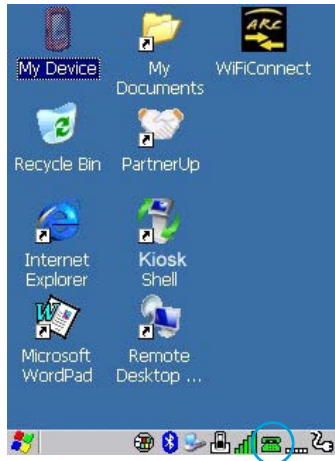 ARC
My Device
My
Documents
WiFiConnect
Recycle Bin
PartnerUp
Internet
Explorer
Kiosk
Shell
Microsoft
WordPad
Remote
Desktop ...